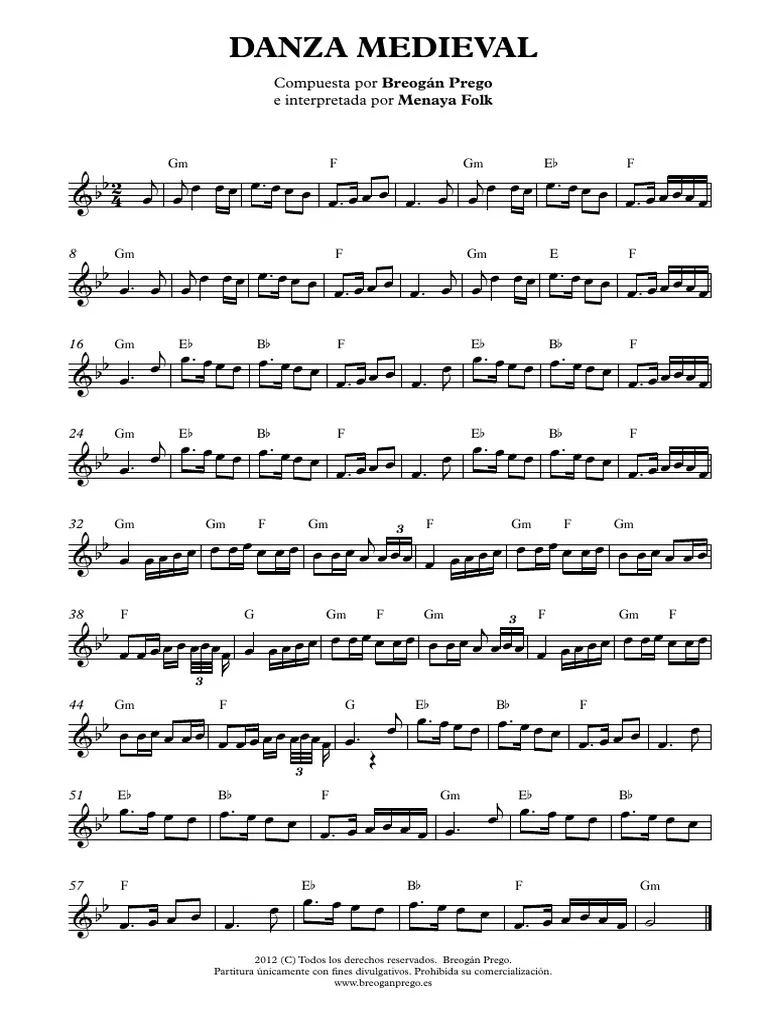 DANZA MEDIEVAL
Compuesta por Breogán Prego
e interpretada por Menaya Folk
Gm F Gm E♭ F
2
4
8 Gm F Gm E F
16 Gm E♭ B♭ F E♭ B♭ F
24 Gm E♭ B♭ F E♭ B♭ F
32 Gm Gm F Gm 3 F Gm F Gm
38 F G Gm F Gm 3 F Gm F
3
44 Gm F G E♭ B♭ F
3
51 E♭ B♭ F Gm E♭ B♭
57 F E♭ B♭ F Gm
2012 (C) Todos los derechos reservados. Breogán Prego.
Partitura únicamente con fines divulgativos. Prohibida su comercialización.
www.breoganprego.es